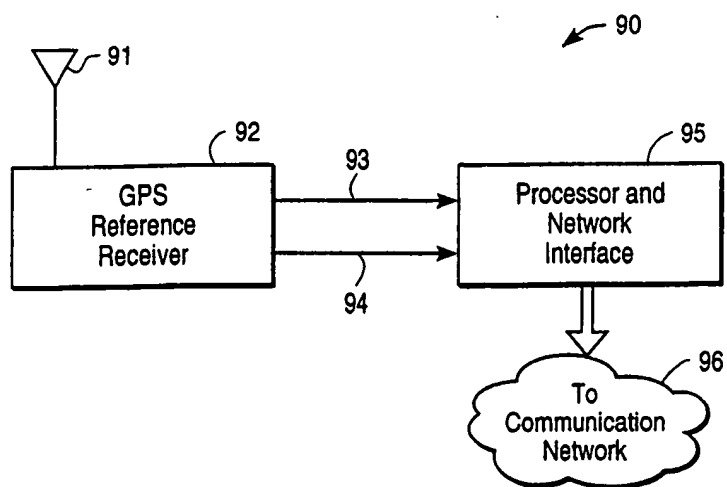 90
91
92
GPS
Reference
Receiver
93
94
95
Processor and
Network
Interface
96
To
Communication
Network